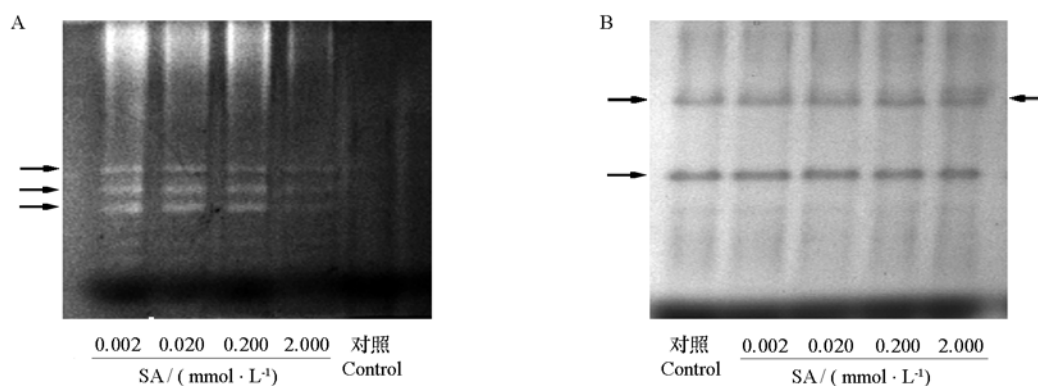 A
0.002 0.020 0.200 2.000 对照
Control
SA / ( mmol · L⁻¹)
B
对照
Control
0.002 0.020 0.200 2.000
SA / ( mmol · L⁻¹)